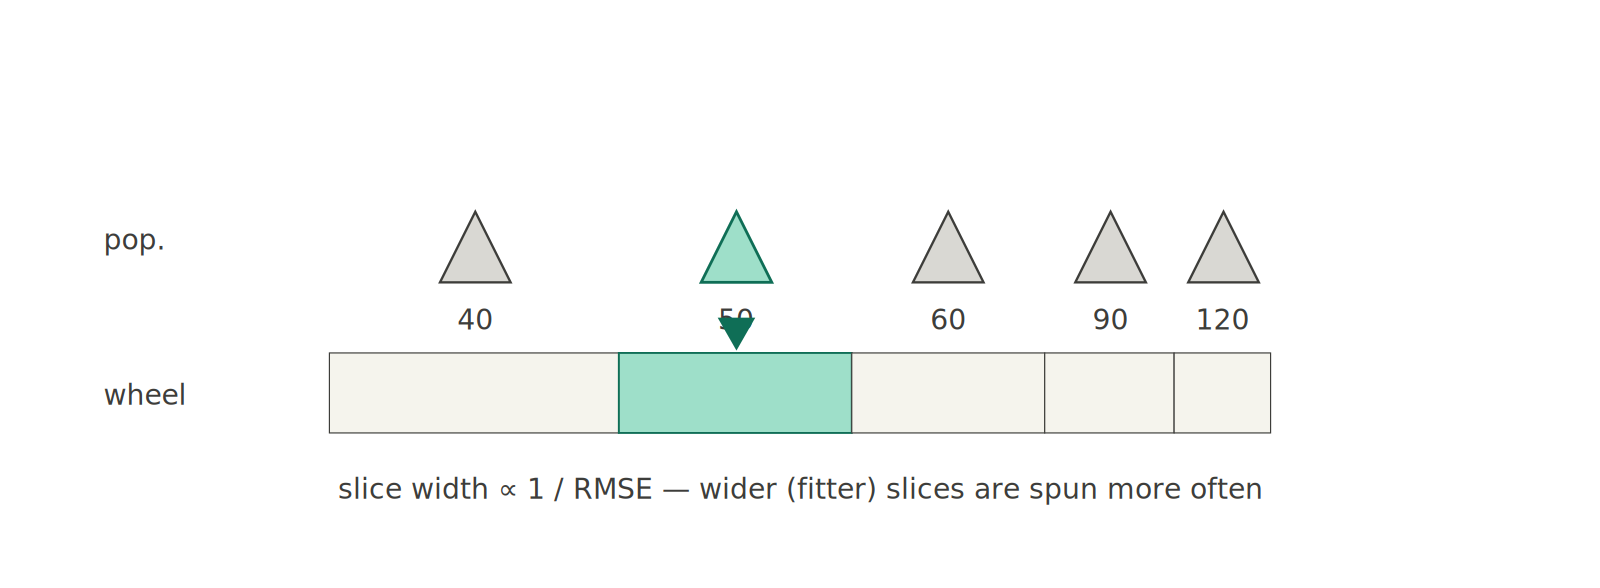 pop.
40 50 60 90 120
wheel
slice width ∝ 1 / RMSE — wider (fitter) slices are spun more often